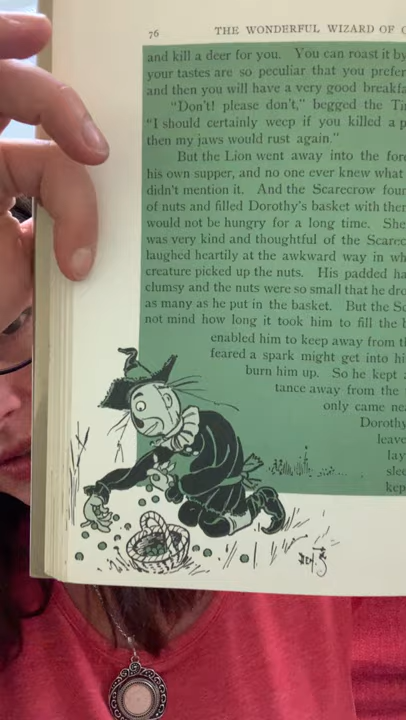 76 THE WONDERFUL WIZARD OF
and kill a deer for you. You can roast it by
your tastes are so peculiar that you prefer
and then you will have a very good breakfa
"Don't! please don't," begged the Ti
"I should certainly weep if you killed a p
then my jaws would rust again."
But the Lion went away into the for
his own supper, and no one ever knew what
didn't mention it. And the Scarecrow four
of nuts and filled Dorothy's basket with the
would not be hungry for a long time. She
was very kind and thoughtful of the Scarec
laughed heartily at the awkward way in wh
creature picked up the nuts. His padded ha
clumsy and the nuts were so small that he dro
as many as he put in the basket. But the Sc
not mind how long it took him to fill the b
enabled him to keep away from t
feared a spark might get into hi
burn him up. So he kept a
tance away from the
only came ne
Dorothy
leave
lay
slee
kep